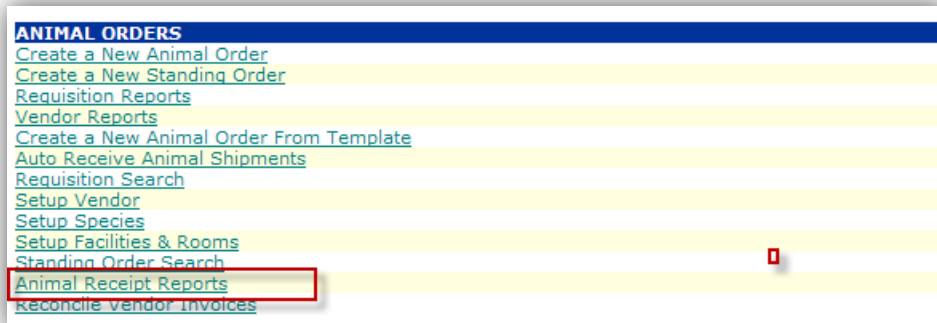 ANIMAL ORDERS
Create a New Animal Order
Create a New Standing Order
Requisition Reports
Vendor Reports
Create a New Animal Order From Template
Auto Receive Animal Shipments
Requisition Search
Setup Vendor
Setup Species
Setup Facilities & Rooms
Standing Order Search
Animal Receipt Reports
Reconcile Vendor Invoices